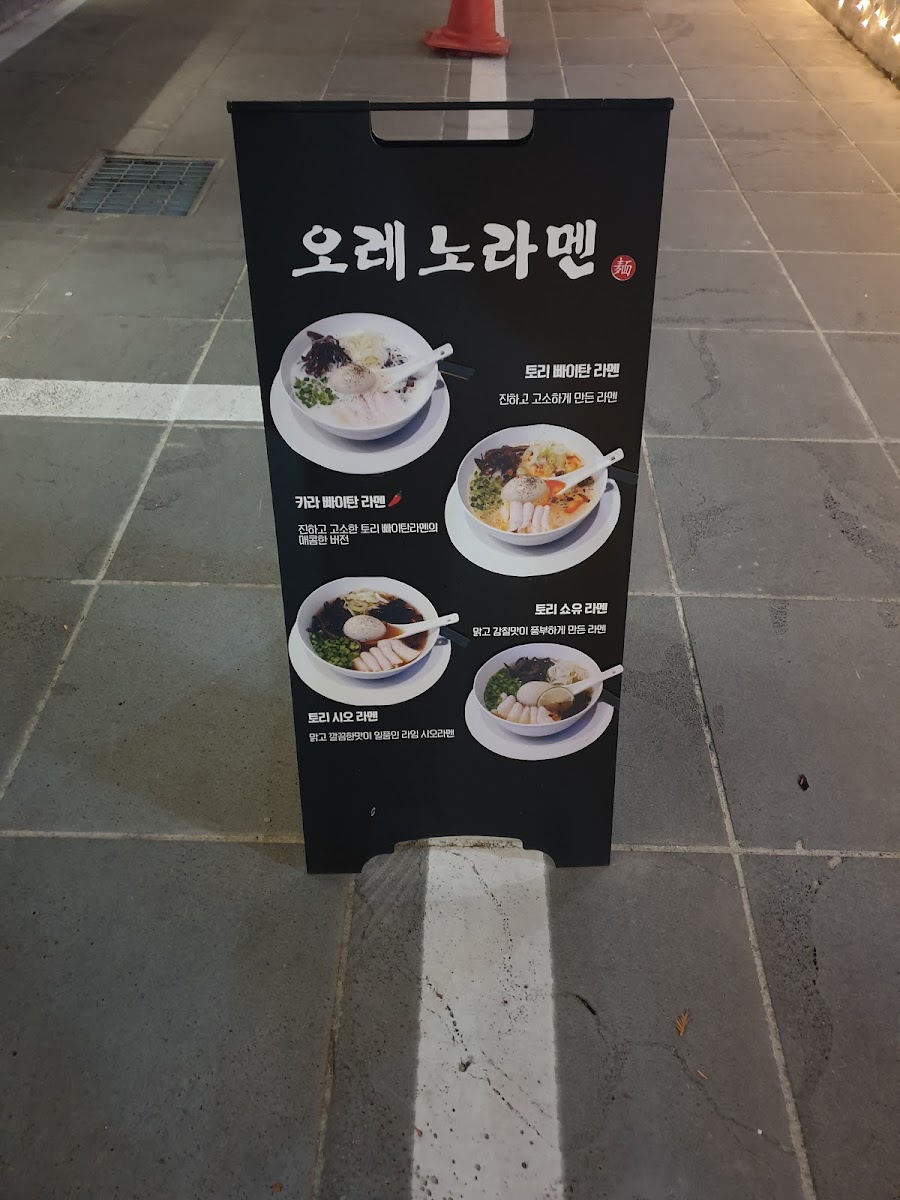 오레노라멘
麺
토리 빠이탄 라멘
진하고 고소하게 만든 라멘
카라 빠이탄 라멘
진하고 고소한 토리 빠이탄라멘의
매콤한 버전
토리 쇼유 라멘
맑고 감칠맛이 풍부하게 만든 라멘
토리 시오 라멘
맑고 깔끔한맛이 일품인 라임 시오라멘